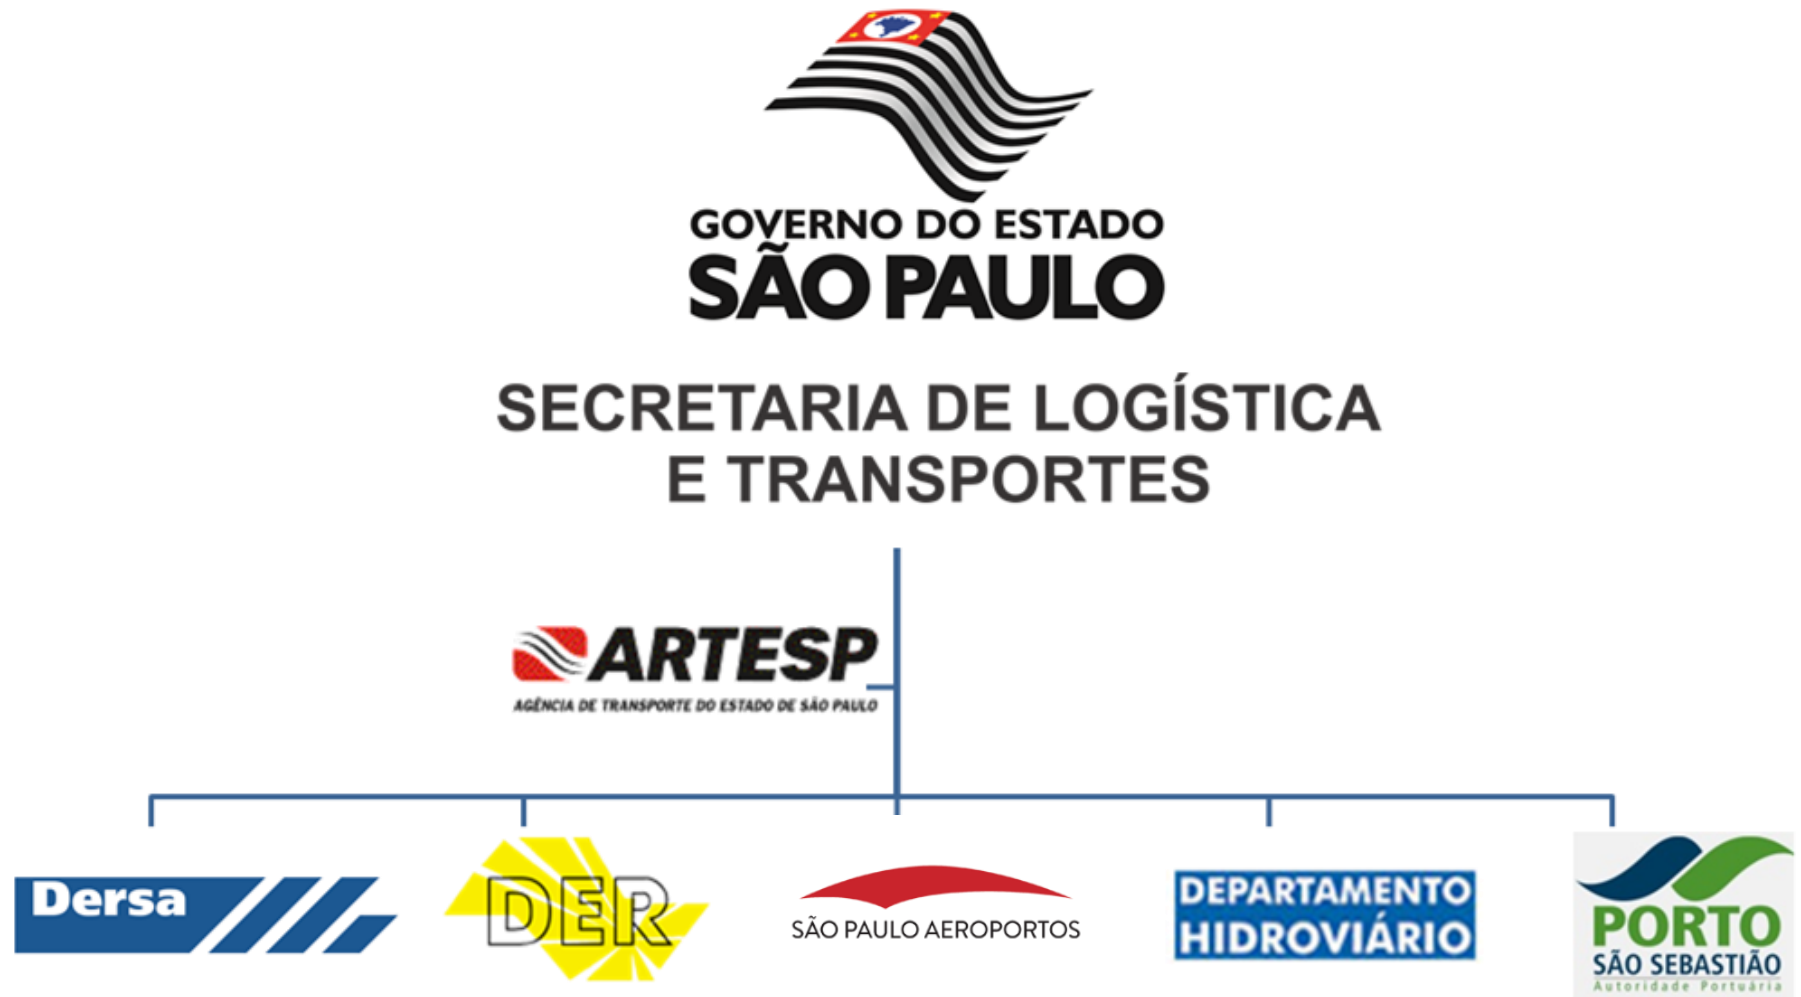 GOVERNO DO ESTADO
SÃO PAULO
SECRETARIA DE LOGÍSTICA
E TRANSPORTES
ARTESP
AGÊNCIA DE TRANSPORTE DO ESTADO DE SÃO PAULO
Dersa
DER
SÃO PAULO AEROPORTOS
DEPARTAMENTO
HIDROVIÁRIO
PORTO
SÃO SEBASTIÃO
Autoridade Portuária